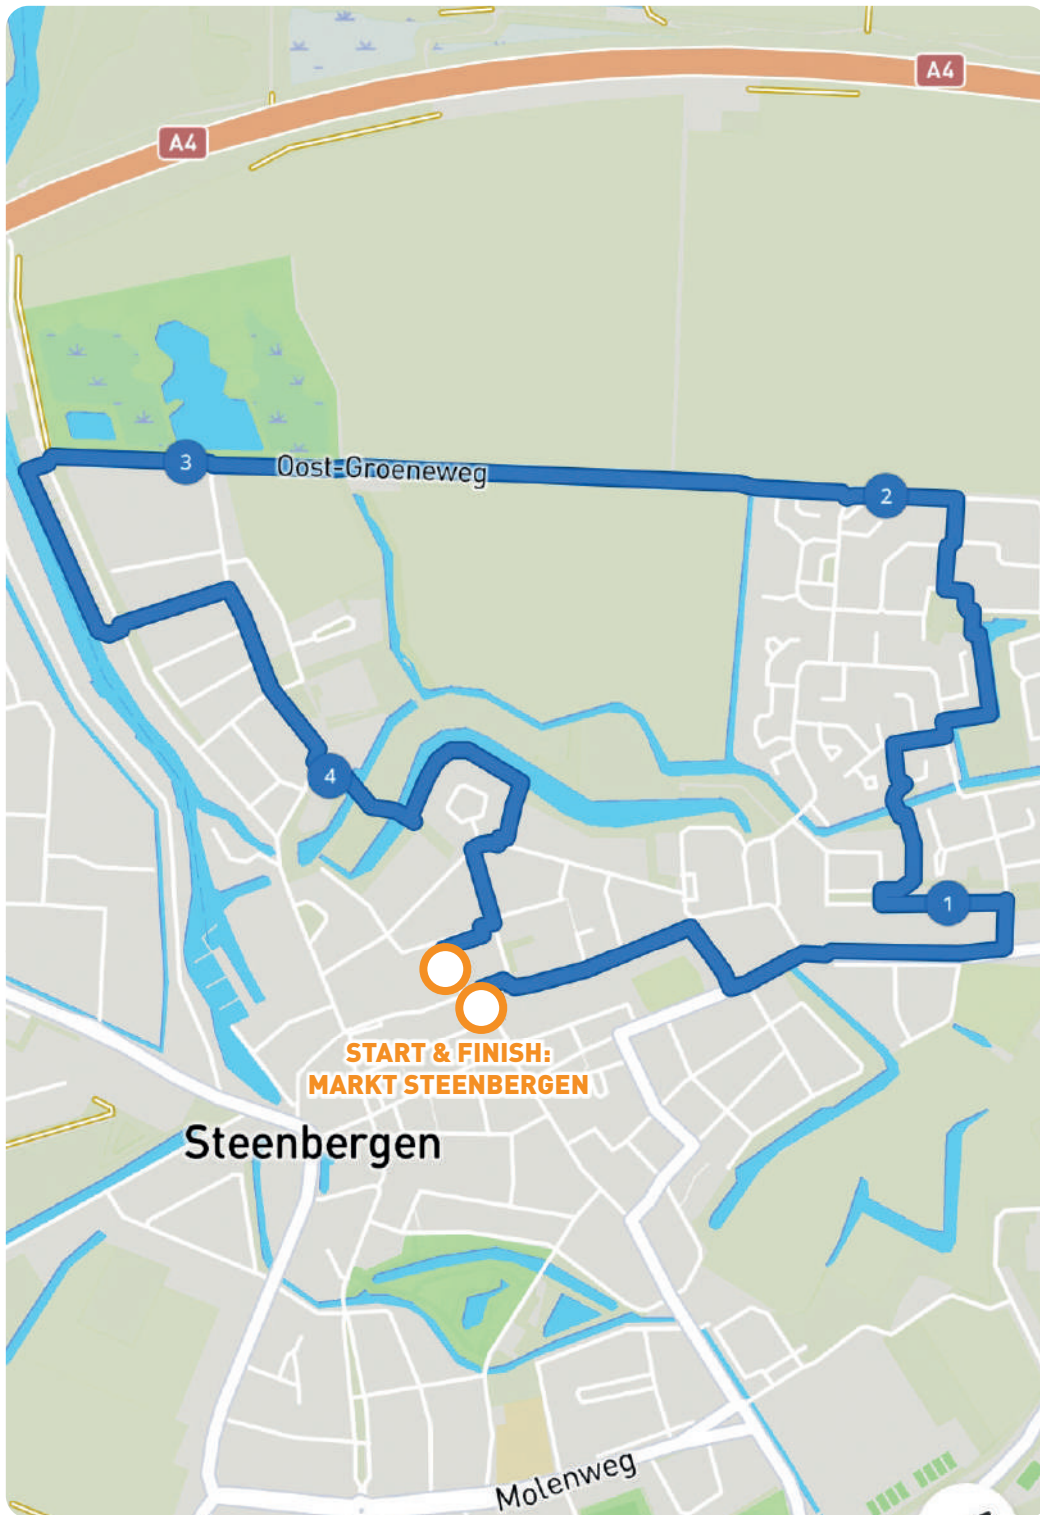 A4
A4
3
Oost-Groeneweg
2
4
1
START & FINISH:
MARKT STEENBERGEN
Steenbergen
Molenweg